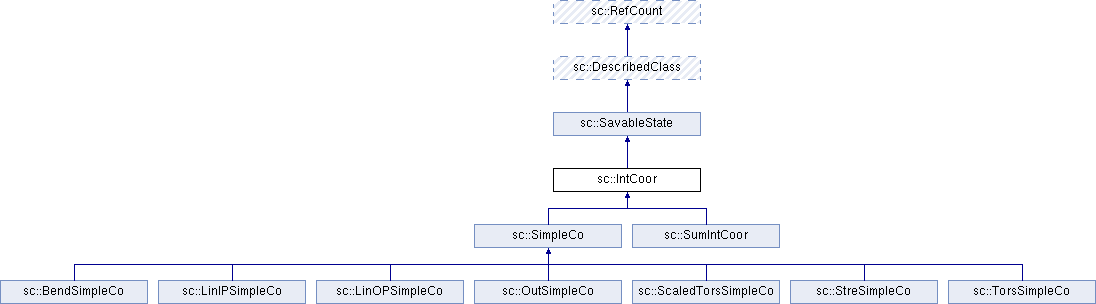 sc::RefCount
sc::DescribedClass
sc::SavableState
sc::IntCoor
sc::SimpleCo
sc::SumIntCoor
sc::BendSimpleCo
sc::LinIPSimpleCo
sc::LinOPSimpleCo
sc::OutSimpleCo
sc::ScaledTorsSimpleCo
sc::StreSimpleCo
sc::TorsSimpleCo